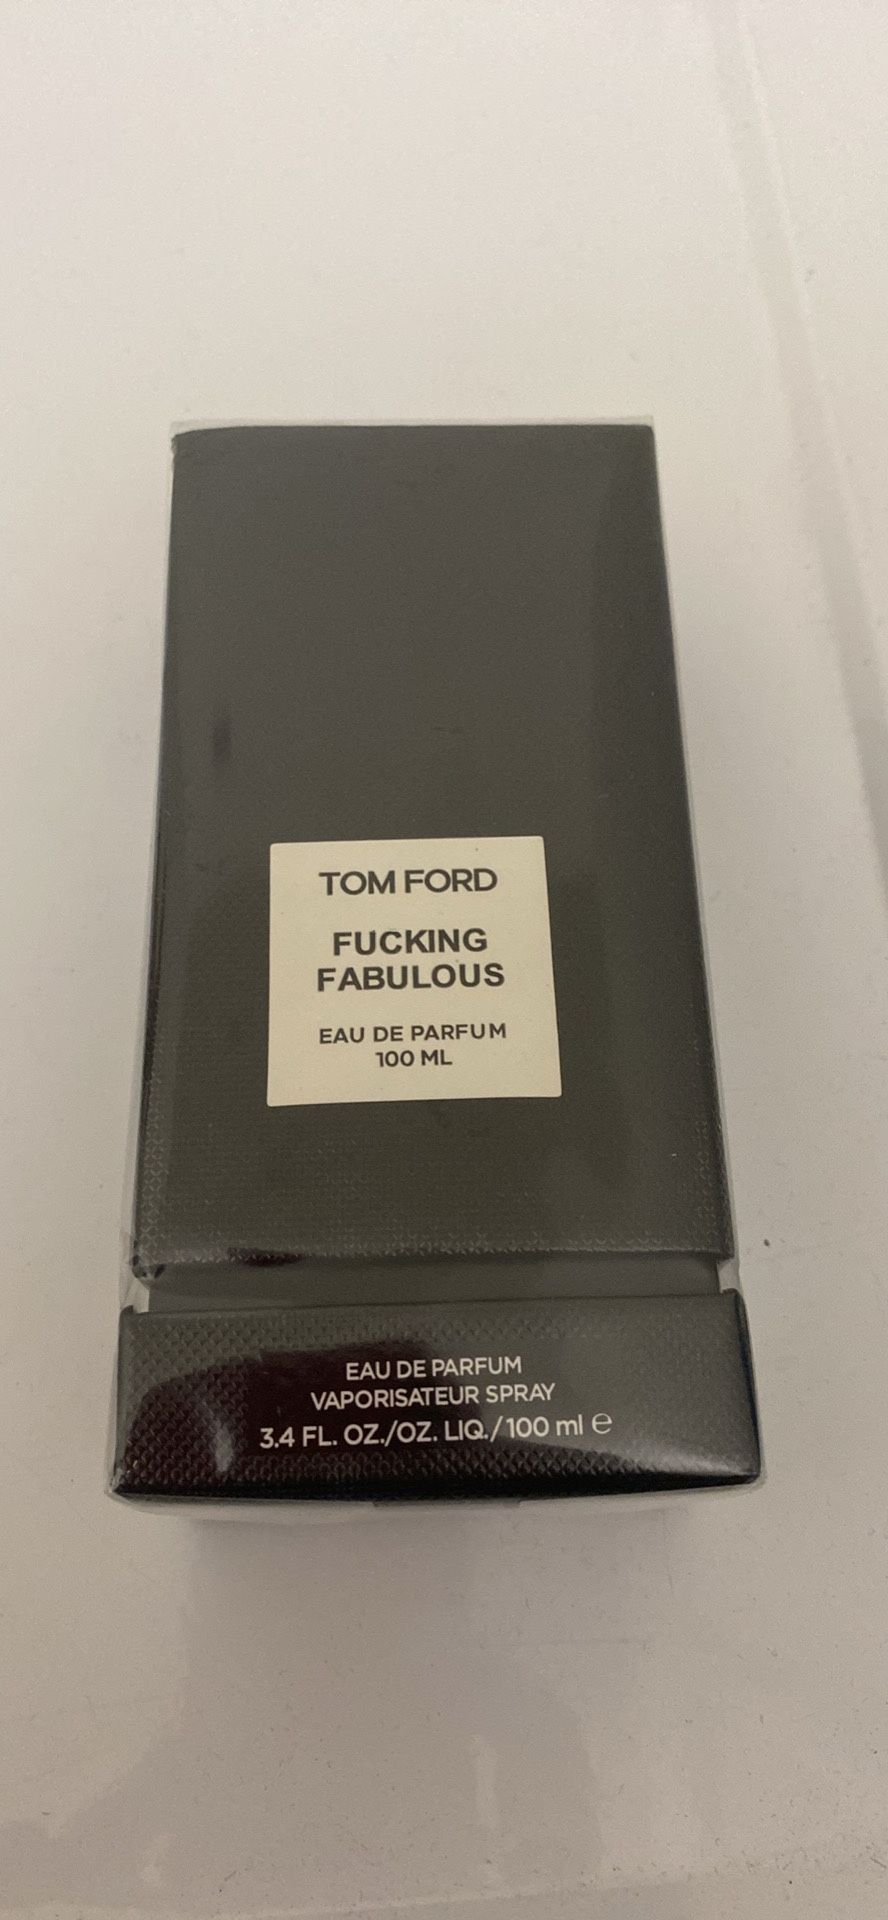 TOM FORD
FUCKING
FABULOUS
EAU DE PARFUM
100 ML
EAU DE PARFUM
VAPORISATEUR SPRAY
3.4 FL. OZ./OZ. LIQ./100 ml ℮